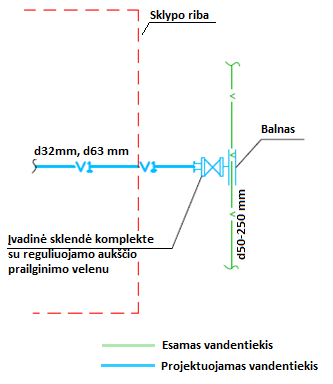 Sklypo riba
Balnas
d32mm, d63 mm
V1
V1
d50-250 mm
Įvadinė sklendė komplekte
su reguliuojamo aukščio
prailginimo velenu
Esamas vandentiekis
Projektuojamas vandentiekis